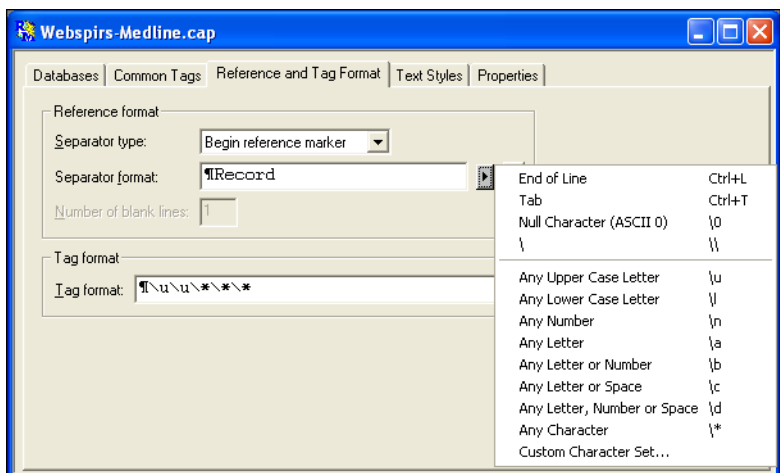 Webspirs-Medline.cap
Databases Common Tags Reference and Tag Format Text Styles Properties
Reference format
Separator type: Begin reference marker
Separator format: ¶Record
Number of blank lines: 1
Tag format
Tag format: ¶\u\u\*\*\*
End of Line Ctrl+L
Tab Ctrl+T
Null Character (ASCII 0) \0
\ \\
Any Upper Case Letter \u
Any Lower Case Letter \l
Any Number \n
Any Letter \a
Any Letter or Number \b
Any Letter or Space \c
Any Letter, Number or Space \d
Any Character \*
Custom Character Set...